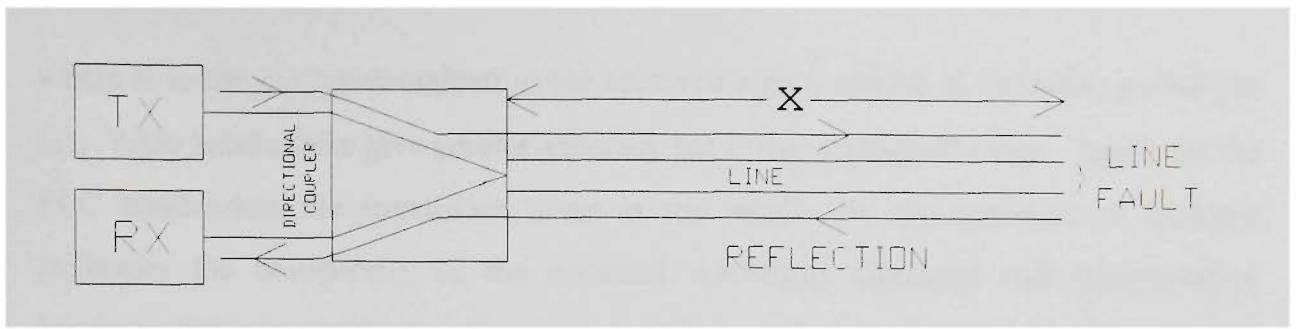 TX
X
DIRECTIONAL
COUPLER
LINE
LINE
FAULT
RX
REFLECTION